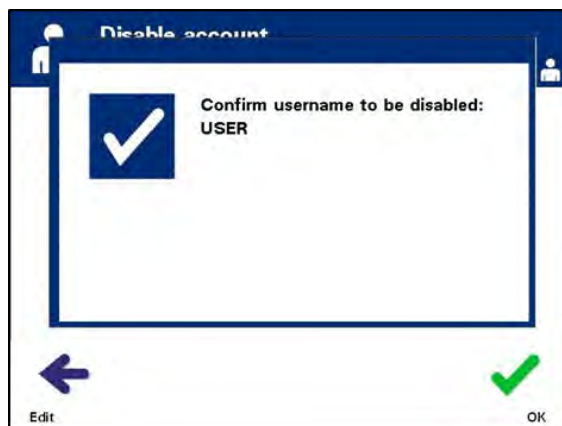 Disable account
Confirm username to be disabled:
USER
Edit
OK